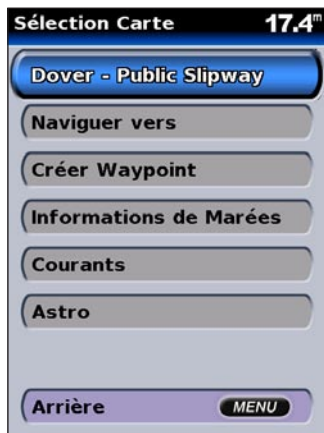 Sélection Carte 17.4m
Dover - Public Slipway
Naviguer vers
Créer Waypoint
Informations de Marées
Courants
Astro
Arrière MENU